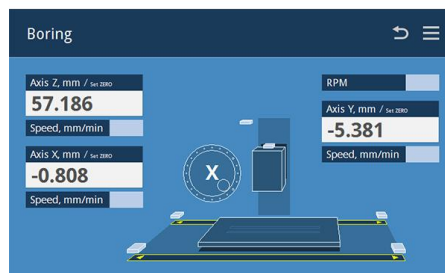 Boring
Axis Z, mm / Set ZERO
57.186
Speed, mm/min
Axis X, mm / Set ZERO
-0.808
Speed, mm/min
X
RPM
Axis Y, mm / Set ZERO
-5.381
Speed, mm/min